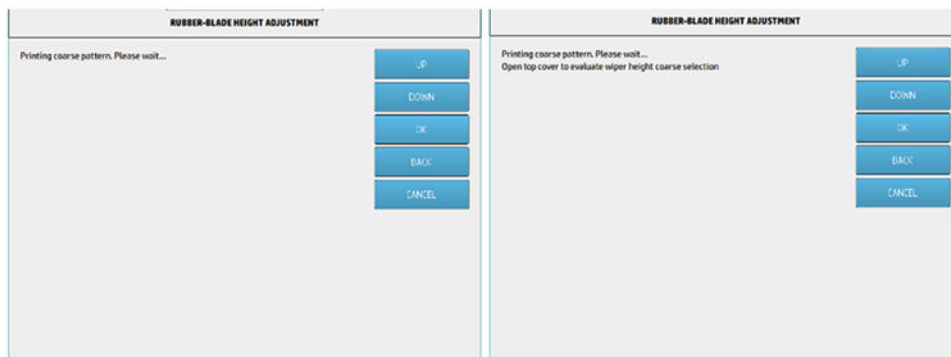 RUBBER-BLADE HEIGHT ADJUSTMENT
Printing coarse pattern. Please wait...
UP
DOWN
OK
BACK
CANCEL
RUBBER-BLADE HEIGHT ADJUSTMENT
Printing coarse pattern. Please wait...
Open top cover to evaluate wiper height coarse selection
UP
DOWN
OK
BACK
CANCEL